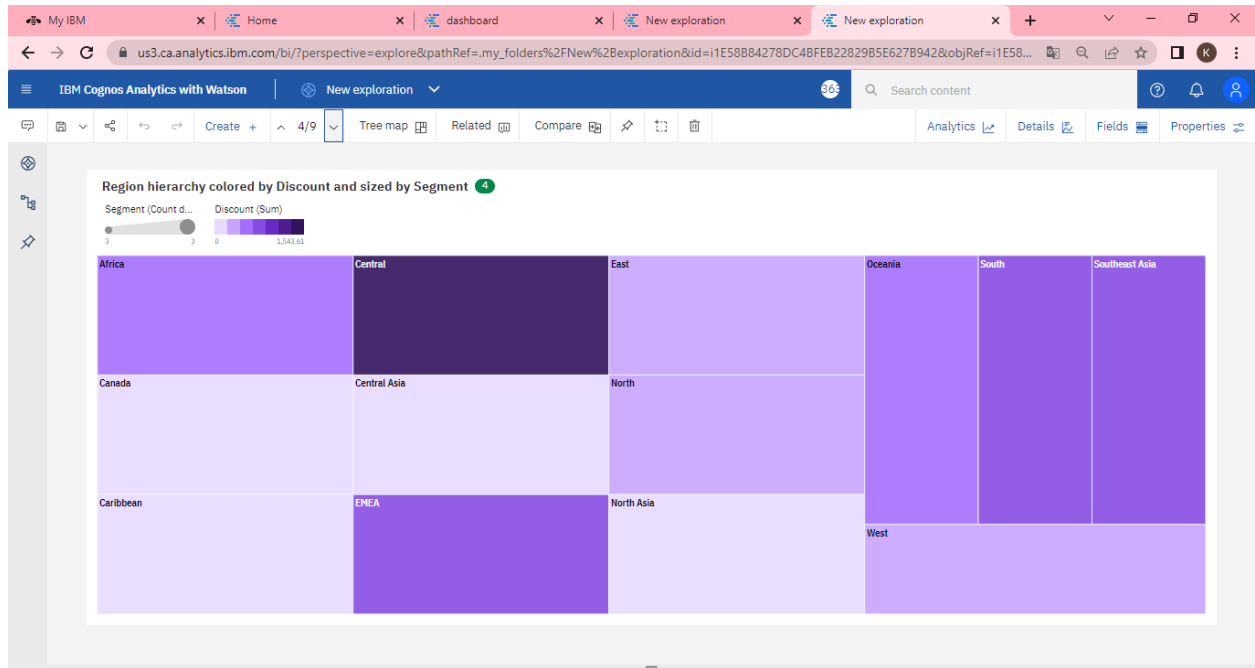 My IBM
Home
dashboard
New exploration
New exploration
us3.ca.analytics.ibm.com/bi/?perspective=explore&pathRef=.my_folders%2FNew%2Bexploration&id=i1E58B84278DC4BFEB22829B5E627B942&objRef=i1E58...
K
IBM Cognos Analytics with Watson
New exploration
363
Search content
Create +
4/9
Tree map
Related
Compare
Analytics
Details
Fields
Properties
Region hierarchy colored by Discount and sized by Segment 4
Segment (Count d... Discount (Sum)
3 3 0 1,543.61
Africa Central East Oceania South Southeast Asia
Canada Central Asia North
Caribbean EMEA North Asia
West